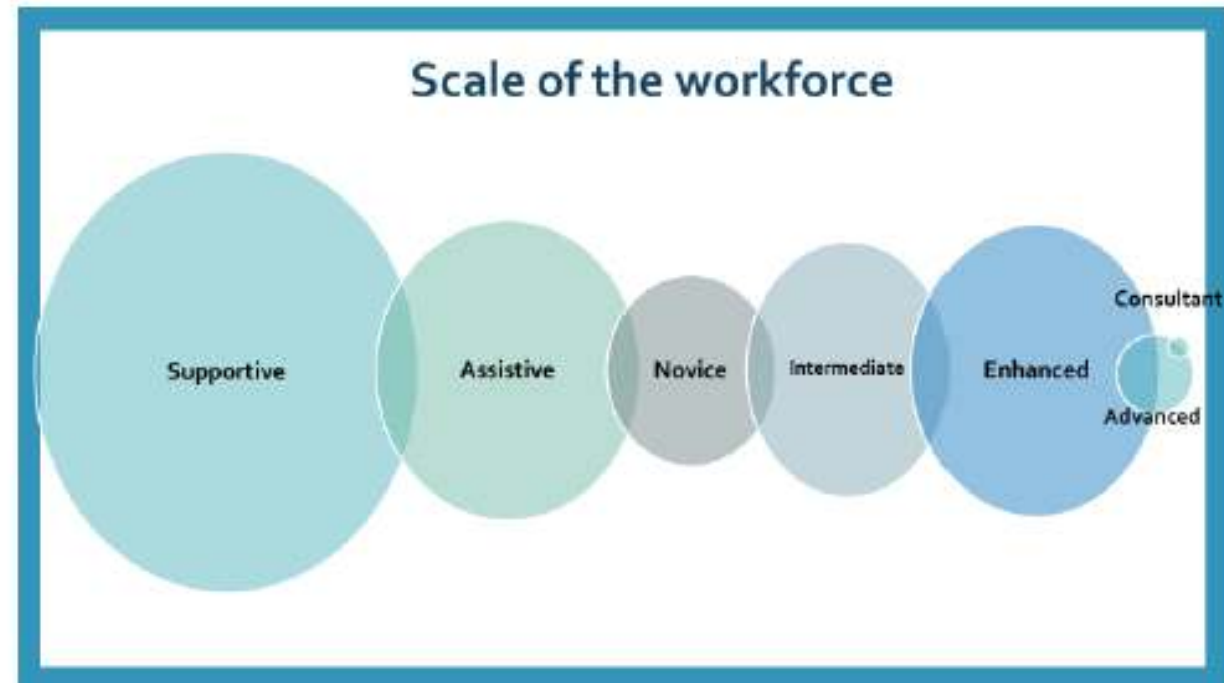 Scale of the workforce
Supportive
Assistive
Novice
Intermediate
Enhanced
Consultant
Advanced